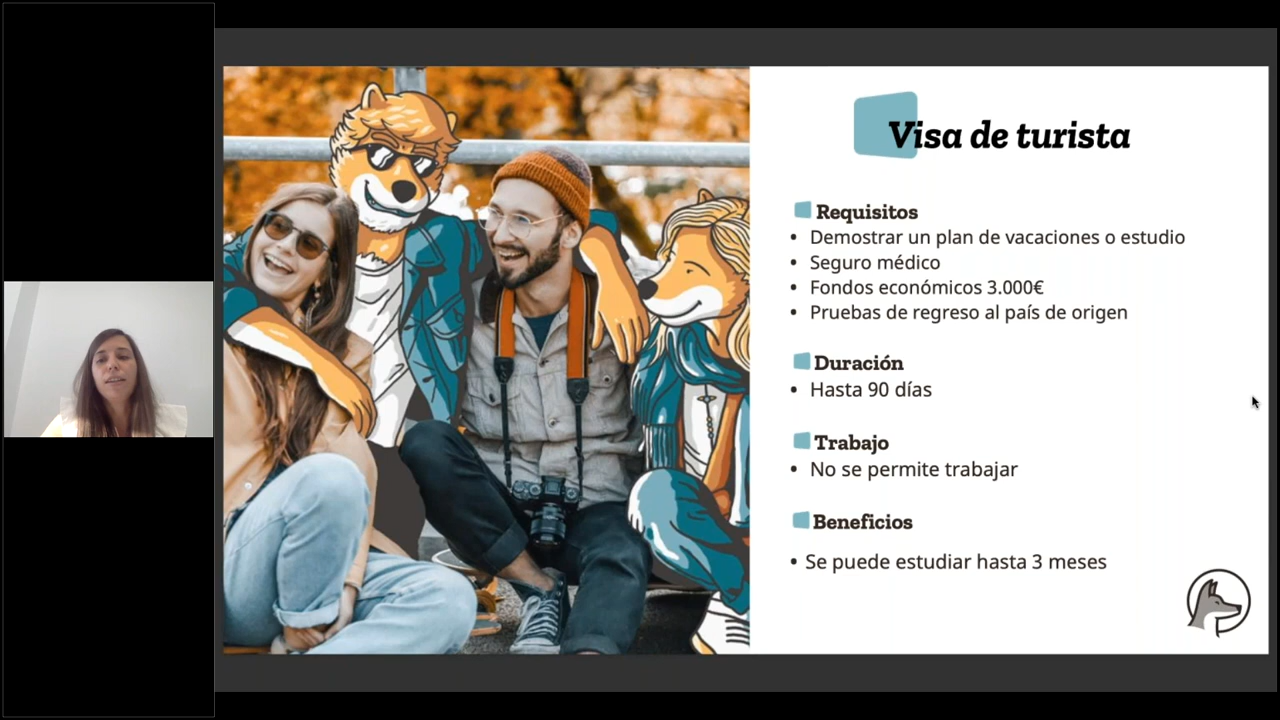 Visa de turista
Requisitos
• Demostrar un plan de vacaciones o estudio
• Seguro médico
• Fondos económicos 3.000€
• Pruebas de regreso al país de origen
Duración
• Hasta 90 días
Trabajo
• No se permite trabajar
Beneficios
• Se puede estudiar hasta 3 meses